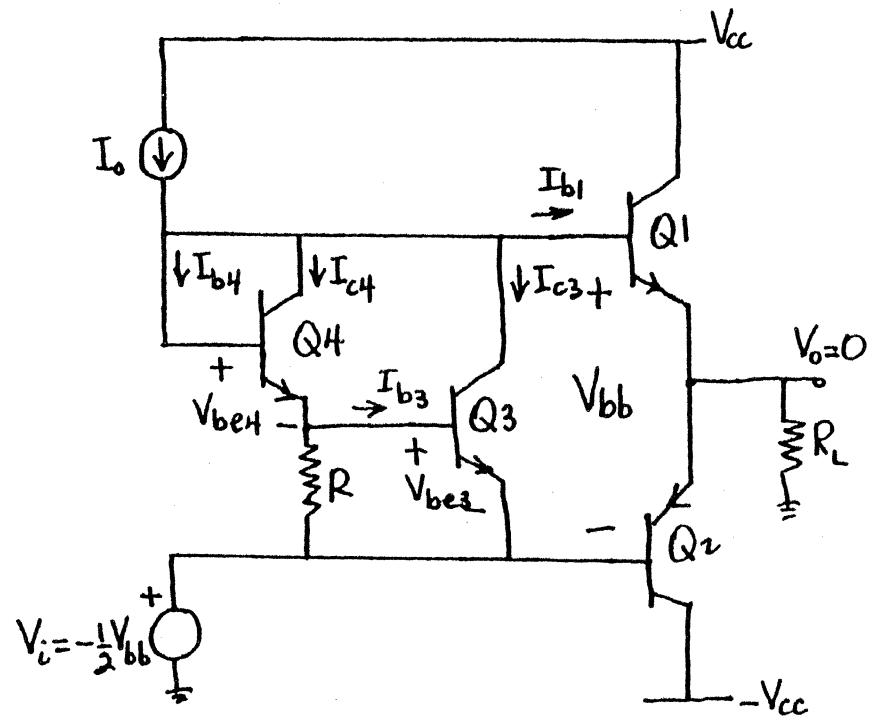 Vcc
I₀
Ib1
Q1
Ib4
Ic4
Ic3
+
Q4
Vo=0
+
Vbe4
-
Ib3
Q3
Vbb
RL
R
+
Vbe3
-
Q2
+
Vi=-½Vbb
-Vcc